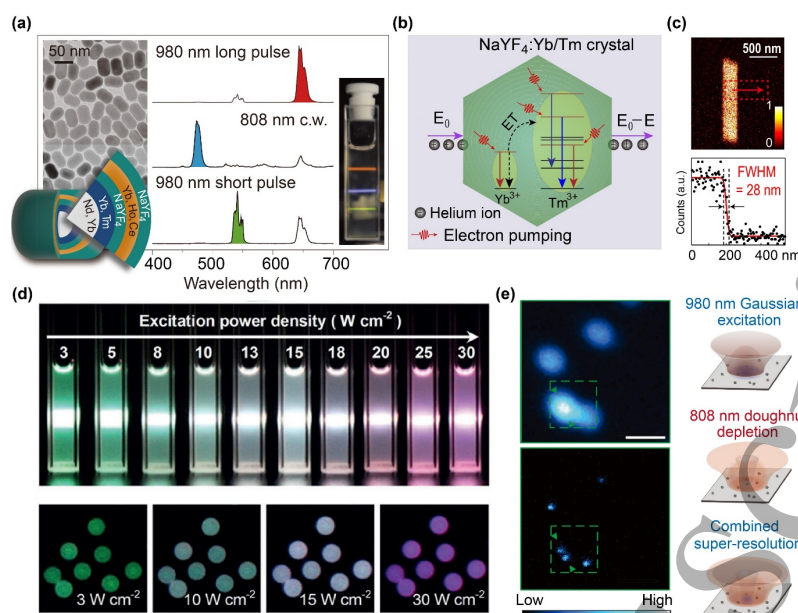 (a)
50 nm
980 nm long pulse
808 nm c.w.
980 nm short pulse
NaYF₄
Yb, Ho, Ce
NaYF₄
Yb, Tm
Nd, Yb
400 500 600 700
Wavelength (nm)
(b)
NaYF₄:Yb/Tm crystal
E₀
ET
E₀−E
Yb³⁺
Tm³⁺
Helium ion
Electron pumping
(c)
500 nm
1
0
Counts (a.u.)
FWHM
= 28 nm
0 200 400 nm
(d)
Excitation power density ( W cm⁻² )
3 5 8 10 13 15 18 20 25 30
3 W cm⁻² 10 W cm⁻² 15 W cm⁻² 30 W cm⁻²
(e)
Low High
980 nm Gaussian
excitation
808 nm doughnu
depletion
Combined
super-resolution